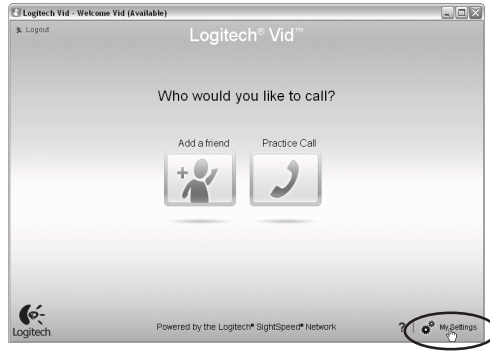 Logitech Vid - Welcome Vid (Available)
Logout
Logitech® Vid™
Who would you like to call?
Add a friend Practice Call
Logitech
Powered by the Logitech® SightSpeed® Network
? My Settings